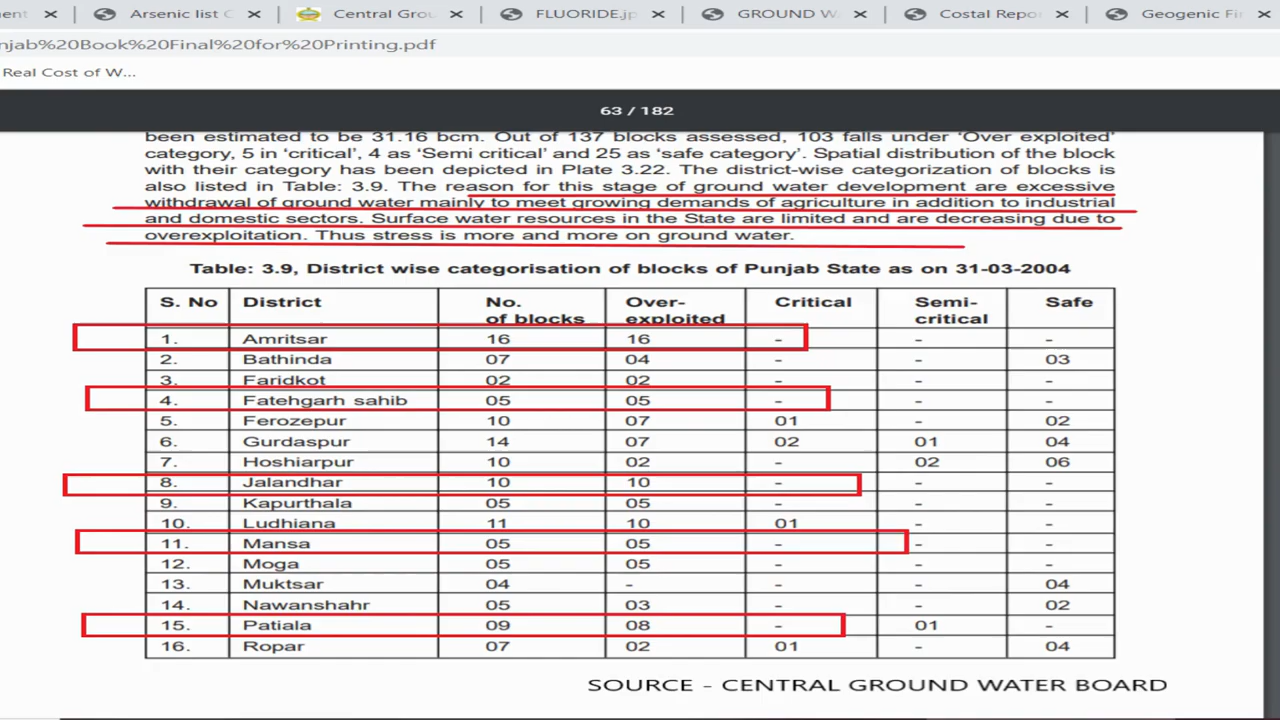 ment Arsenic list Central Grou FLUORIDE.jp GROUND W Costal Repo Geogenic Fi
njab%20Book%20Final%20for%20Printing.pdf
Real Cost of W...
63 / 182
been estimated to be 31.16 bcm. Out of 137 blocks assessed, 103 falls under ‘Over exploited’
category, 5 in ‘critical’, 4 as ‘Semi critical’ and 25 as ‘safe category’. Spatial distribution of the block
with their category has been depicted in Plate 3.22. The district-wise categorization of blocks is
also listed in Table: 3.9. The reason for this stage of ground water development are excessive
withdrawal of ground water mainly to meet growing demands of agriculture in addition to industrial
and domestic sectors. Surface water resources in the State are limited and are decreasing due to
overexploitation. Thus stress is more and more on ground water.
Table: 3.9, District wise categorisation of blocks of Punjab State as on 31-03-2004
S. No District No. Over- Critical Semi- Safe
of blocks exploited critical
1. Amritsar 16 16 - - -
2. Bathinda 07 04 - - 03
3. Faridkot 02 02 - - -
4. Fatehgarh sahib 05 05 - - -
5. Ferozepur 10 07 01 - 02
6. Gurdaspur 14 07 02 01 04
7. Hoshiarpur 10 02 - 02 06
8. Jalandhar 10 10 - - -
9. Kapurthala 05 05 - - -
10. Ludhiana 11 10 01 - -
11. Mansa 05 05 - - -
12. Moga 05 05 - - -
13. Muktsar 04 - - - 04
14. Nawanshahr 05 03 - - 02
15. Patiala 09 08 - 01 -
16. Ropar 07 02 01 - 04
SOURCE - CENTRAL GROUND WATER BOARD